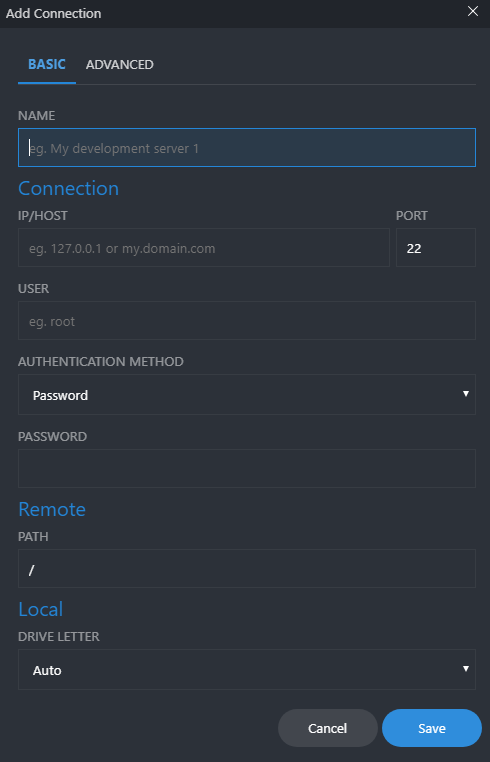 Add Connection
BASIC ADVANCED
NAME
eg. My development server 1
Connection
IP/HOST PORT
eg. 127.0.0.1 or my.domain.com 22
USER
eg. root
AUTHENTICATION METHOD
Password
PASSWORD
Remote
PATH
/
Local
DRIVE LETTER
Auto
Cancel Save